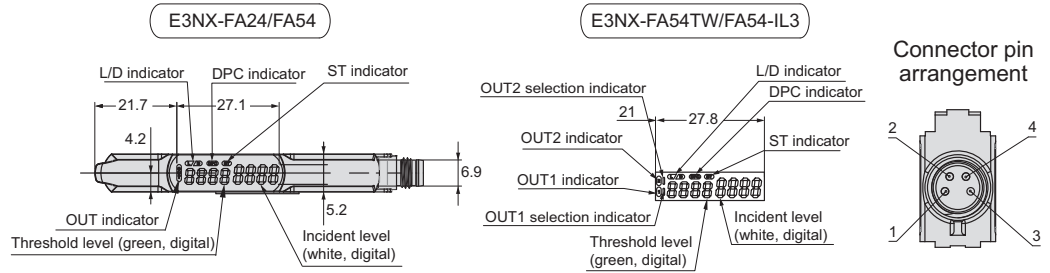 E3NX-FA24/FA54
E3NX-FA54TW/FA54-IL3
Connector pin
arrangement
L/D indicator
DPC indicator
ST indicator
21.7
27.1
4.2
6.9
5.2
OUT indicator
Threshold level (green, digital)
Incident level
(white, digital)
L/D indicator
OUT2 selection indicator
DPC indicator
21
27.8
OUT2 indicator
ST indicator
OUT1 indicator
OUT1 selection indicator
Threshold level
(green, digital)
Incident level
(white, digital)
2
4
1
3